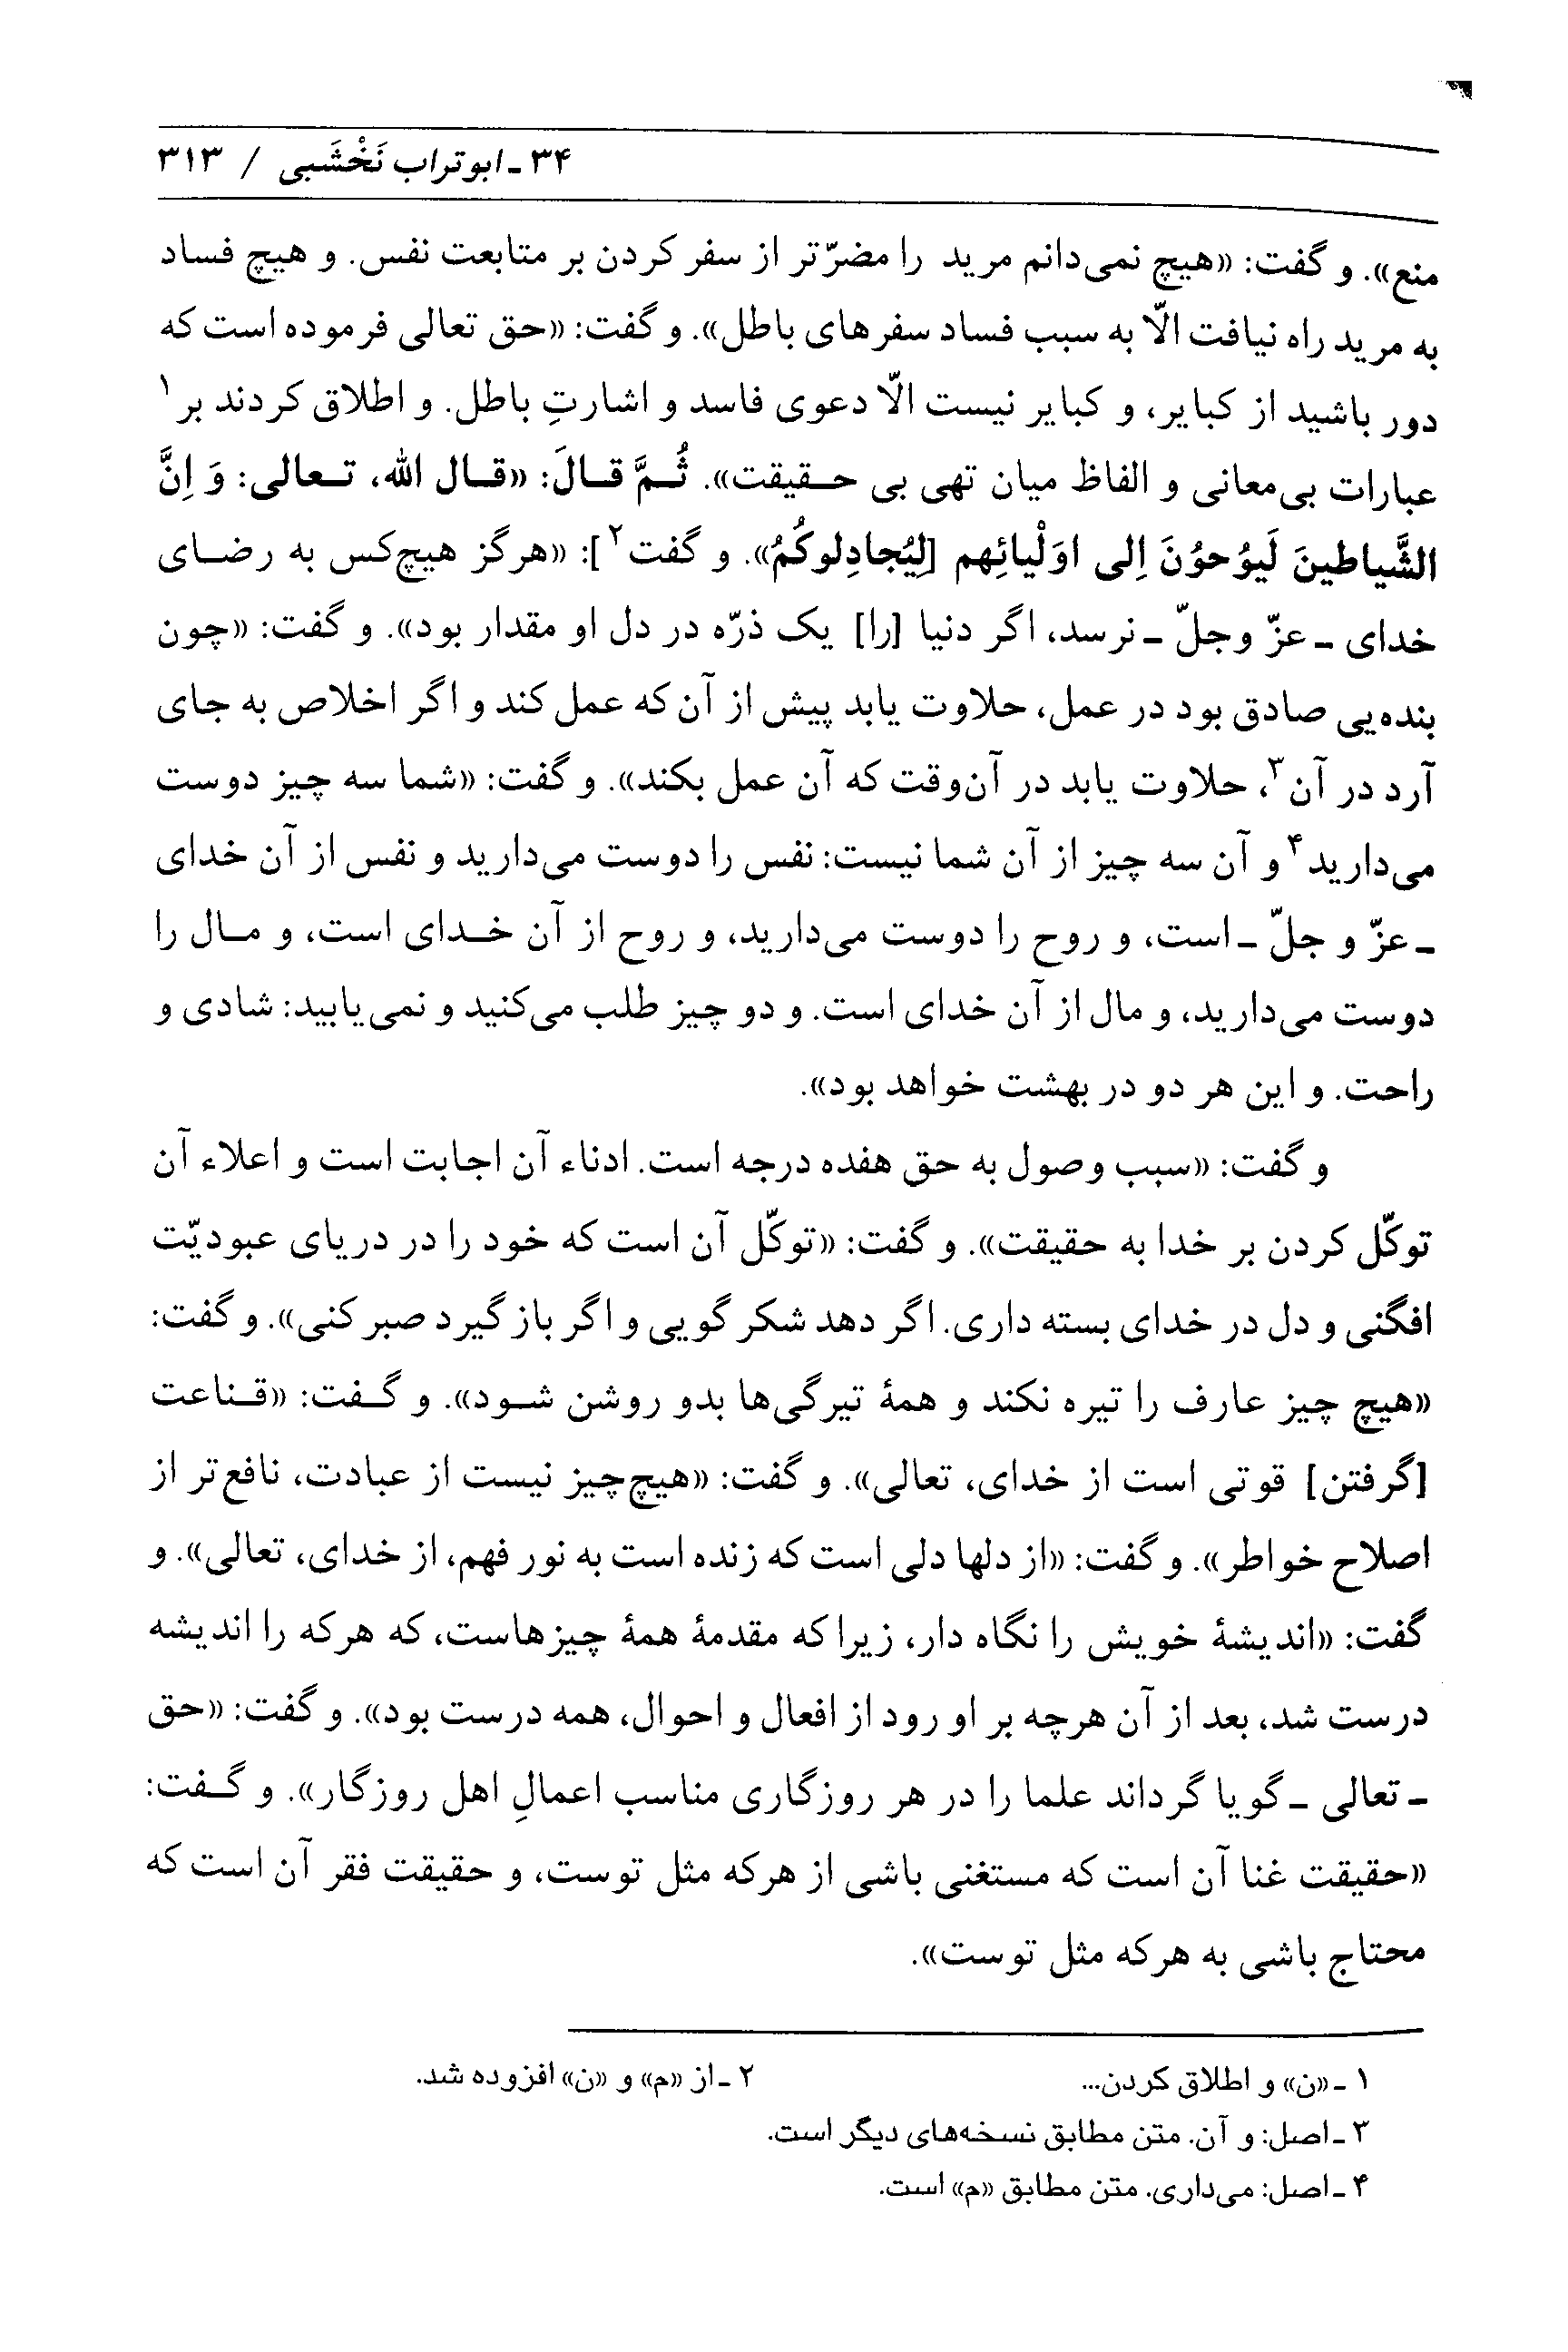 ۳۴ ـ ابوتراب نَخْشَبی / ۳۱۳
منع». و گفت: «هیچ نمی‌دانم مرید را مضرّتر از سفر کردن بر متابعت نفس. و هیچ فساد
به مرید راه نیافت الّا به سبب فساد سفرهای باطل». و گفت: «حق تعالی فرموده است که
دور باشید از کبایر، و کبایر نیست الّا دعوی فاسد و اشارتِ باطل. و اطلاق کردند بر۱
عبارات بی‌معانی و الفاظ میان تهی بی حقیقت». ثُمَّ قالَ: «قال الله، تعالی: وَ اِنَّ
الشَّیاطینَ لَیوُحوُنَ اِلی اوَلْیائِهم [لِیُجادِلوکُمُ». و گفت۲]: «هرگز هیچ‌کس به رضای
خدای ـ عزّ وجلّ ـ نرسد، اگر دنیا [را] یک ذرّه در دل او مقدار بود». و گفت: «چون
بنده‌یی صادق بود در عمل، حلاوت یابد پیش از آن که عمل کند و اگر اخلاص به جای
آرد در آن۳، حلاوت یابد در آن‌وقت که آن عمل بکند». و گفت: «شما سه چیز دوست
می‌دارید۴ و آن سه چیز از آن شما نیست: نفس را دوست می‌دارید و نفس از آن خدای
ـ عزّ و جلّ ـ است، و روح را دوست می‌دارید، و روح از آن خدای است، و مال را
دوست می‌دارید، و مال از آن خدای است. و دو چیز طلب می‌کنید و نمی‌یابید: شادی و
راحت. و این هر دو در بهشت خواهد بود».
و گفت: «سبب وصول به حق هفده درجه است. ادناء آن اجابت است و اعلاء آن
توکّل کردن بر خدا به حقیقت». و گفت: «توکّل آن است که خود را در دریای عبودیّت
افگنی و دل در خدای بسته داری. اگر دهد شکر گویی و اگر باز گیرد صبر کنی». و گفت:
«هیچ چیز عارف را تیره نکند و همهٔ تیرگی‌ها بدو روشن شود». و گفت: «قناعت
[گرفتن] قوتی است از خدای، تعالی». و گفت: «هیچ‌چیز نیست از عبادت، نافع‌تر از
اصلاح خواطر». و گفت: «از دلها دلی است که زنده است به نور فهم، از خدای، تعالی». و
گفت: «اندیشهٔ خویش را نگاه دار، زیرا که مقدمهٔ همهٔ چیزهاست، که هرکه را اندیشه
درست شد، بعد از آن هرچه بر او رود از افعال و احوال، همه درست بود». و گفت: «حق
ـ تعالی ـ گویا گرداند علما را در هر روزگاری مناسب اعمالِ اهل روزگار». و گفت:
«حقیقت غنا آن است که مستغنی باشی از هرکه مثل توست، و حقیقت فقر آن است که
محتاج باشی به هرکه مثل توست».
۱ ـ «ن» و اطلاق کردن... ۲ ـ از «م» و «ن» افزوده شد.
۳ ـ اصل: و آن. متن مطابق نسخه‌های دیگر است.
۴ ـ اصل: می‌داری. متن مطابق «م» است.